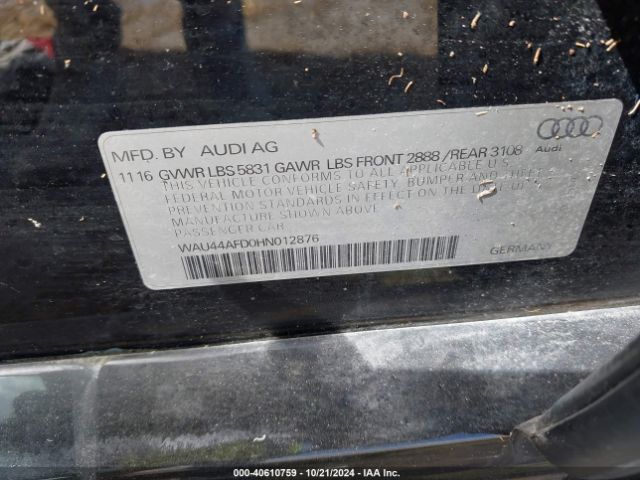 MFD. BY AUDI AG
1116 GVWR LBS 5831 GAWR LBS FRONT 2888 / REAR 3108
Audi
THIS VEHICLE CONFORMS TO ALL APPLICABLE U.S.
FEDERAL MOTOR VEHICLE SAFETY, BUMPER AND THEFT
PREVENTION STANDARDS IN EFFECT ON THE DATE OF
MANUFACTURE SHOWN ABOVE.
PASSENGER CAR
WAU44AFD0HN012876
GERMANY
000-40610759 - 10/21/2024 - IAA Inc.